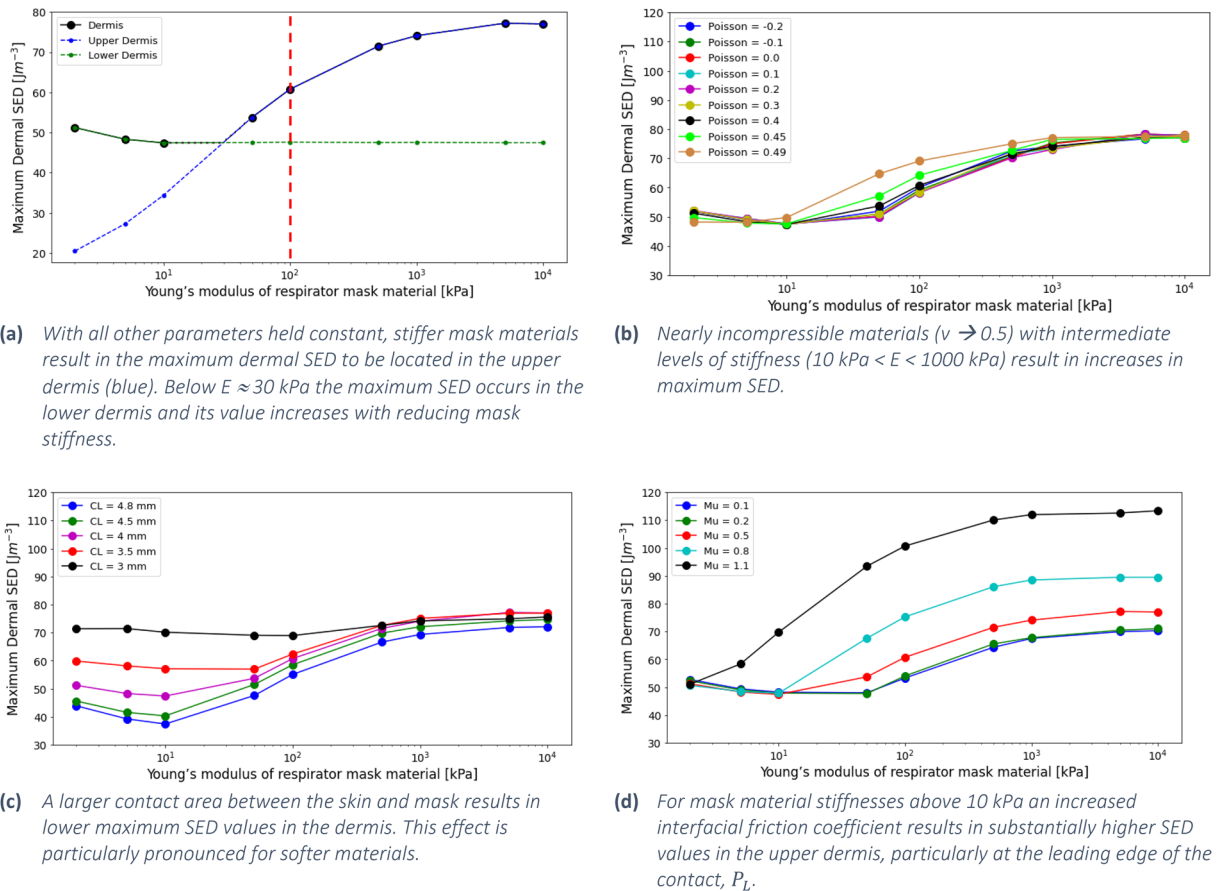 80
70
60
50
40
30
20
Maximum Dermal SED [Jm⁻³]
Dermis
Upper Dermis
Lower Dermis
10¹ 10² 10³ 10⁴
Young's modulus of respirator mask material [kPa]
(a) With all other parameters held constant, stiffer mask materials
result in the maximum dermal SED to be located in the upper
dermis (blue). Below E ≈ 30 kPa the maximum SED occurs in the
lower dermis and its value increases with reducing mask
stiffness.
120
110
100
90
80
70
60
50
40
30
Maximum Dermal SED [Jm⁻³]
Poisson = -0.2
Poisson = -0.1
Poisson = 0.0
Poisson = 0.1
Poisson = 0.2
Poisson = 0.3
Poisson = 0.4
Poisson = 0.45
Poisson = 0.49
10¹ 10² 10³ 10⁴
Young's modulus of respirator mask material [kPa]
(b) Nearly incompressible materials (v → 0.5) with intermediate
levels of stiffness (10 kPa < E < 1000 kPa) result in increases in
maximum SED.
120
110
100
90
80
70
60
50
40
30
Maximum Dermal SED [Jm⁻³]
CL = 4.8 mm
CL = 4.5 mm
CL = 4 mm
CL = 3.5 mm
CL = 3 mm
10¹ 10² 10³ 10⁴
Young's modulus of respirator mask material [kPa]
(c) A larger contact area between the skin and mask results in
lower maximum SED values in the dermis. This effect is
particularly pronounced for softer materials.
120
110
100
90
80
70
60
50
40
30
Maximum Dermal SED [Jm⁻³]
Mu = 0.1
Mu = 0.2
Mu = 0.5
Mu = 0.8
Mu = 1.1
10¹ 10² 10³ 10⁴
Young's modulus of respirator mask material [kPa]
(d) For mask material stiffnesses above 10 kPa an increased
interfacial friction coefficient results in substantially higher SED
values in the upper dermis, particularly at the leading edge of the
contact, P_L.